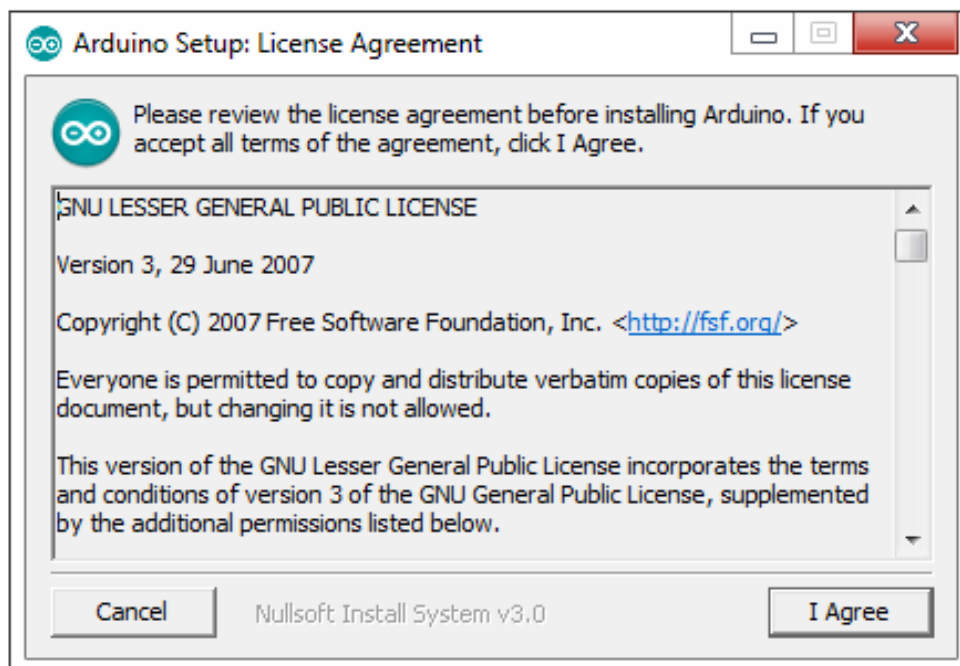 Arduino Setup: License Agreement
Please review the license agreement before installing Arduino. If you
accept all terms of the agreement, click I Agree.
GNU LESSER GENERAL PUBLIC LICENSE
Version 3, 29 June 2007
Copyright (C) 2007 Free Software Foundation, Inc. <http://fsf.org/>
Everyone is permitted to copy and distribute verbatim copies of this license
document, but changing it is not allowed.
This version of the GNU Lesser General Public License incorporates the terms
and conditions of version 3 of the GNU General Public License, supplemented
by the additional permissions listed below.
Cancel
Nullsoft Install System v3.0
I Agree